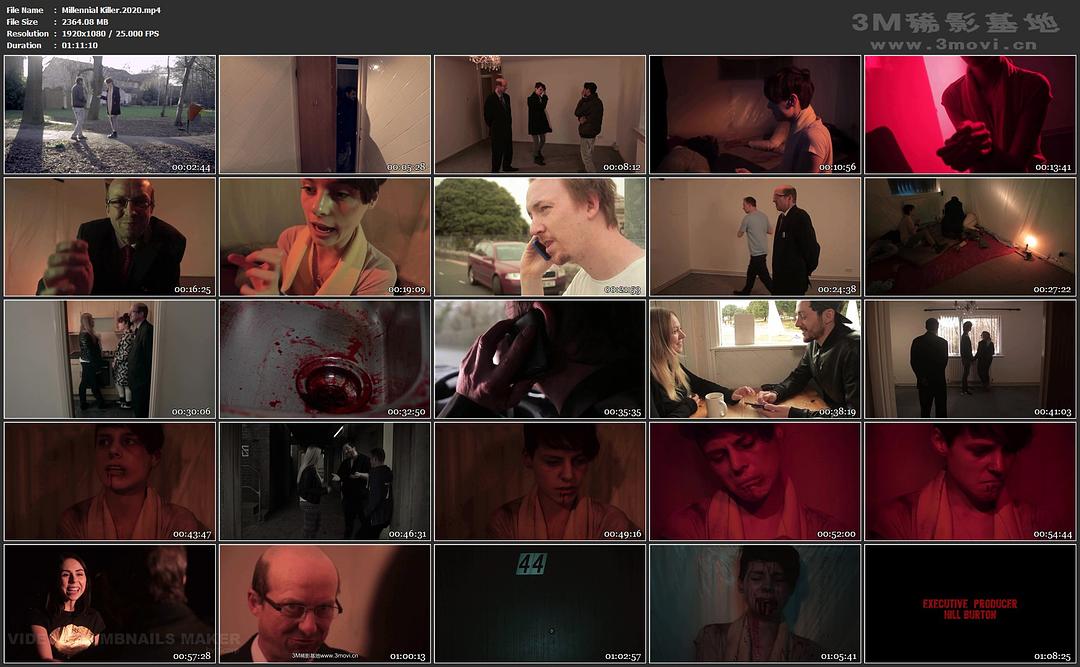 File Name : Millennial Killer.2020.mp4
File Size : 2364.08 MB
Resolution : 1920x1080 / 25.000 FPS
Duration : 01:11:10
3M稀影基地
www.3movi.cn
00:02:44
00:05:28
00:08:12
00:10:56
00:13:41
00:16:25
00:19:09
00:21:53
00:24:38
00:27:22
00:30:06
00:32:50
00:35:35
00:38:19
00:41:03
00:43:47
00:46:31
00:49:16
00:52:00
00:54:44
VIDEO THUMBNAILS MAKER
00:57:28
3M稀影基地www.3movi.cn
01:00:13
44
01:02:57
01:05:41
EXECUTIVE PRODUCER
HILL BURTON
01:08:25